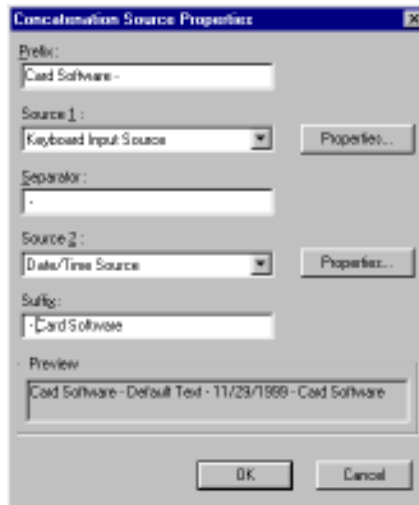 Concatenation Source Properties
Prefix:
Card Software -
Source 1 :
Keyboard Input Source
Properties...
Separator:
-
Source 2 :
Date/Time Source
Properties...
Suffix:
- Card Software
Preview
Card Software - Default Text - 11/29/1999 - Card Software
OK
Cancel